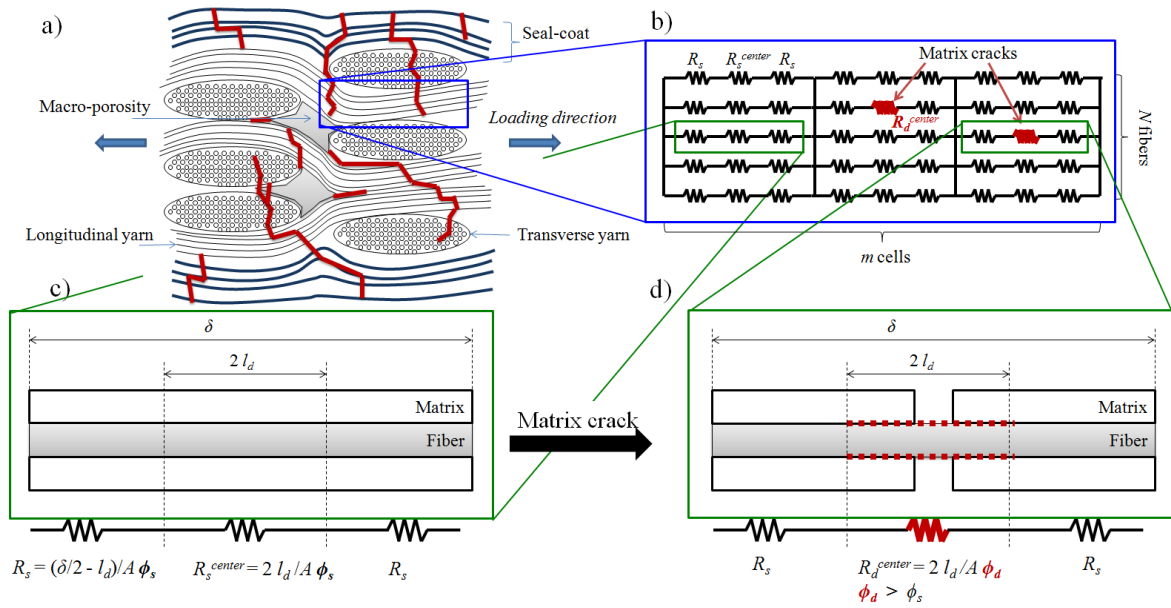 a)
Seal-coat
Macro-porosity
Loading direction
Longitudinal yarn
Transverse yarn
b)
Matrix cracks
R_s R_s^center R_s
R_d^center
N fibers
m cells
c)
δ
2 l_d
Matrix
Fiber
R_s = (δ/2 - l_d)/A ϕ_s R_s^center = 2 l_d/A ϕ_s R_s
Matrix crack
d)
δ
2 l_d
Matrix
Fiber
R_s R_d^center = 2 l_d/A ϕ_d R_s
ϕ_d > ϕ_s